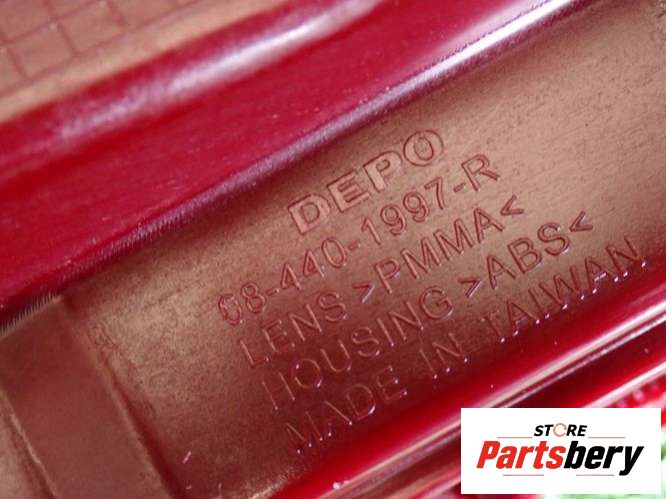 DEPO
08-440-1997-R
LENS >PMMA<
HOUSING >ABS<
MADE IN TAIWAN
STORE
Partsbery